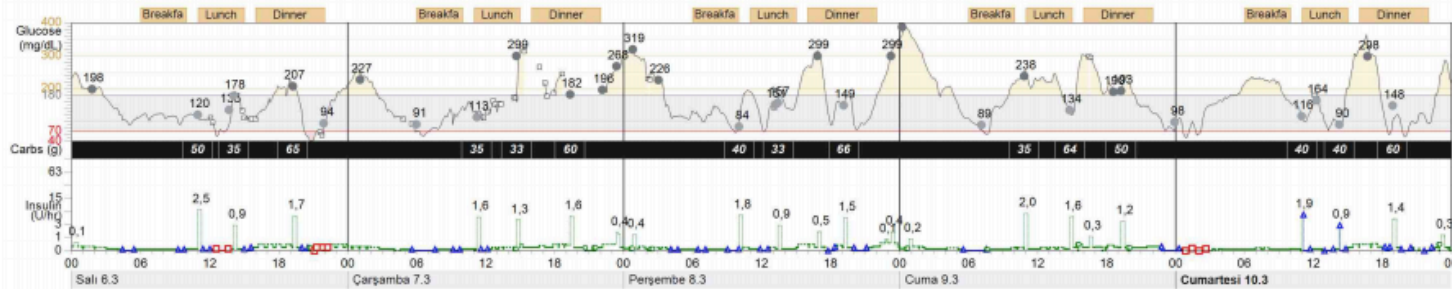 Breakfa Lunch Dinner Breakfa Lunch Dinner Breakfa Lunch Dinner Breakfa Lunch Dinner Breakfa Lunch Dinner
400
Glucose
(mg/dL)
300
200
180
70
40
198 120 178 207 94 227 91 113 299 182 196 268 319 226 84 157 299 149 299 89 236 134 193 98 116 164 90 298 148
Carbs (g) 50 35 65 35 33 60 40 33 66 35 64 50 40 40 60
63
15
Insulin
(U/hr)
3
1
0
0,1 2,5 0,9 1,7 1,6 1,3 1,6 0,4 0,4 1,8 0,9 0,5 1,5 0,4 0,2 2,0 1,6 0,3 1,2 1,9 0,9 1,4 0,3
00 06 12 18 00 06 12 18 00 06 12 18 00 06 12 18 00 06 12 18
Salı 6.3 Çarşamba 7.3 Perşembe 8.3 Cuma 9.3 Cumartesi 10.3